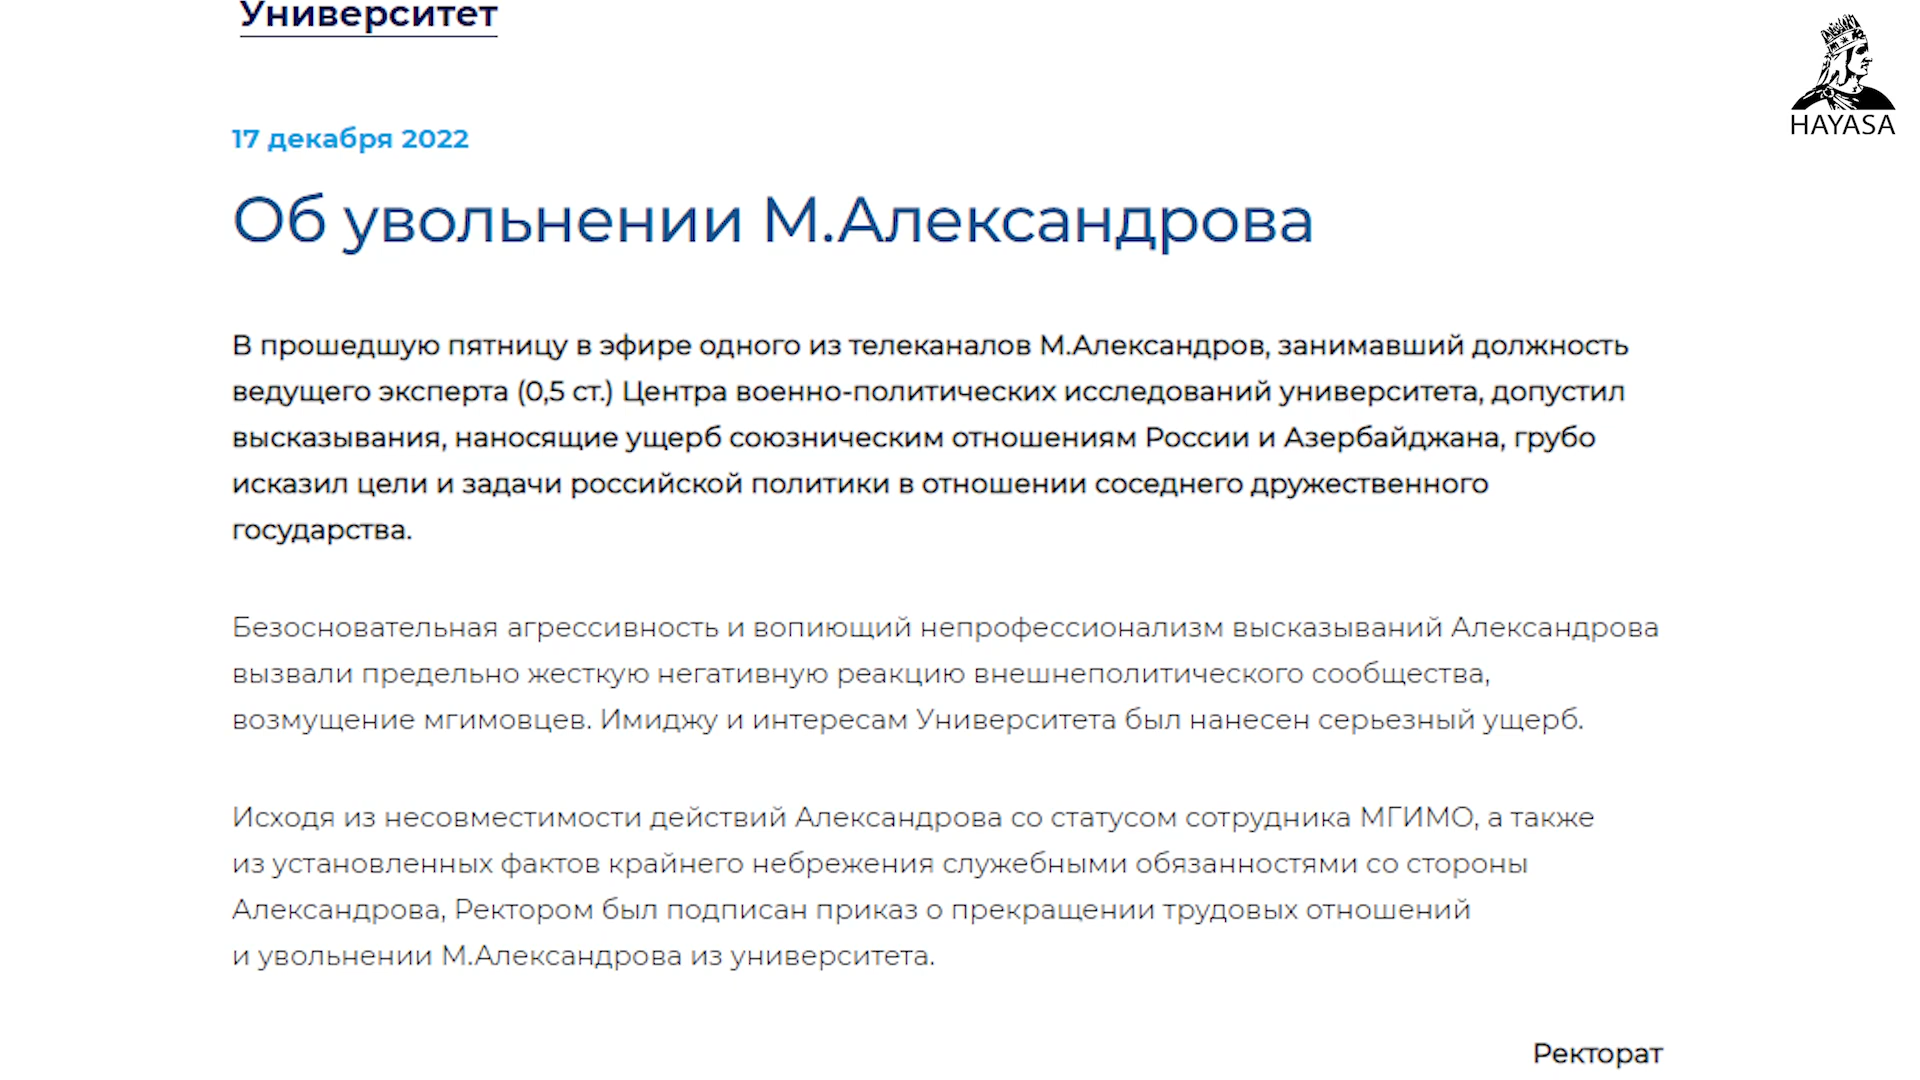 Университет
HAYASA
17 декабря 2022
Об увольнении М.Александрова
В прошедшую пятницу в эфире одного из телеканалов М.Александров, занимавший должность
ведущего эксперта (0,5 ст.) Центра военно-политических исследований университета, допустил
высказывания, наносящие ущерб союзническим отношениям России и Азербайджана, грубо
исказил цели и задачи российской политики в отношении соседнего дружественного
государства.
Безосновательная агрессивность и вопиющий непрофессионализм высказываний Александрова
вызвали предельно жесткую негативную реакцию внешнеполитического сообщества,
возмущение мгимовцев. Имиджу и интересам Университета был нанесен серьезный ущерб.
Исходя из несовместимости действий Александрова со статусом сотрудника МГИМО, а также
из установленных фактов крайнего небрежения служебными обязанностями со стороны
Александрова, Ректором был подписан приказ о прекращении трудовых отношений
и увольнении М.Александрова из университета.
Ректорат